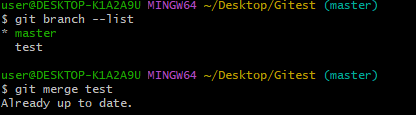 user@DESKTOP-K1A2A9U MINGW64 ~/Desktop/Gitest (master)
$ git branch --list
* master
  test
user@DESKTOP-K1A2A9U MINGW64 ~/Desktop/Gitest (master)
$ git merge test
Already up to date.